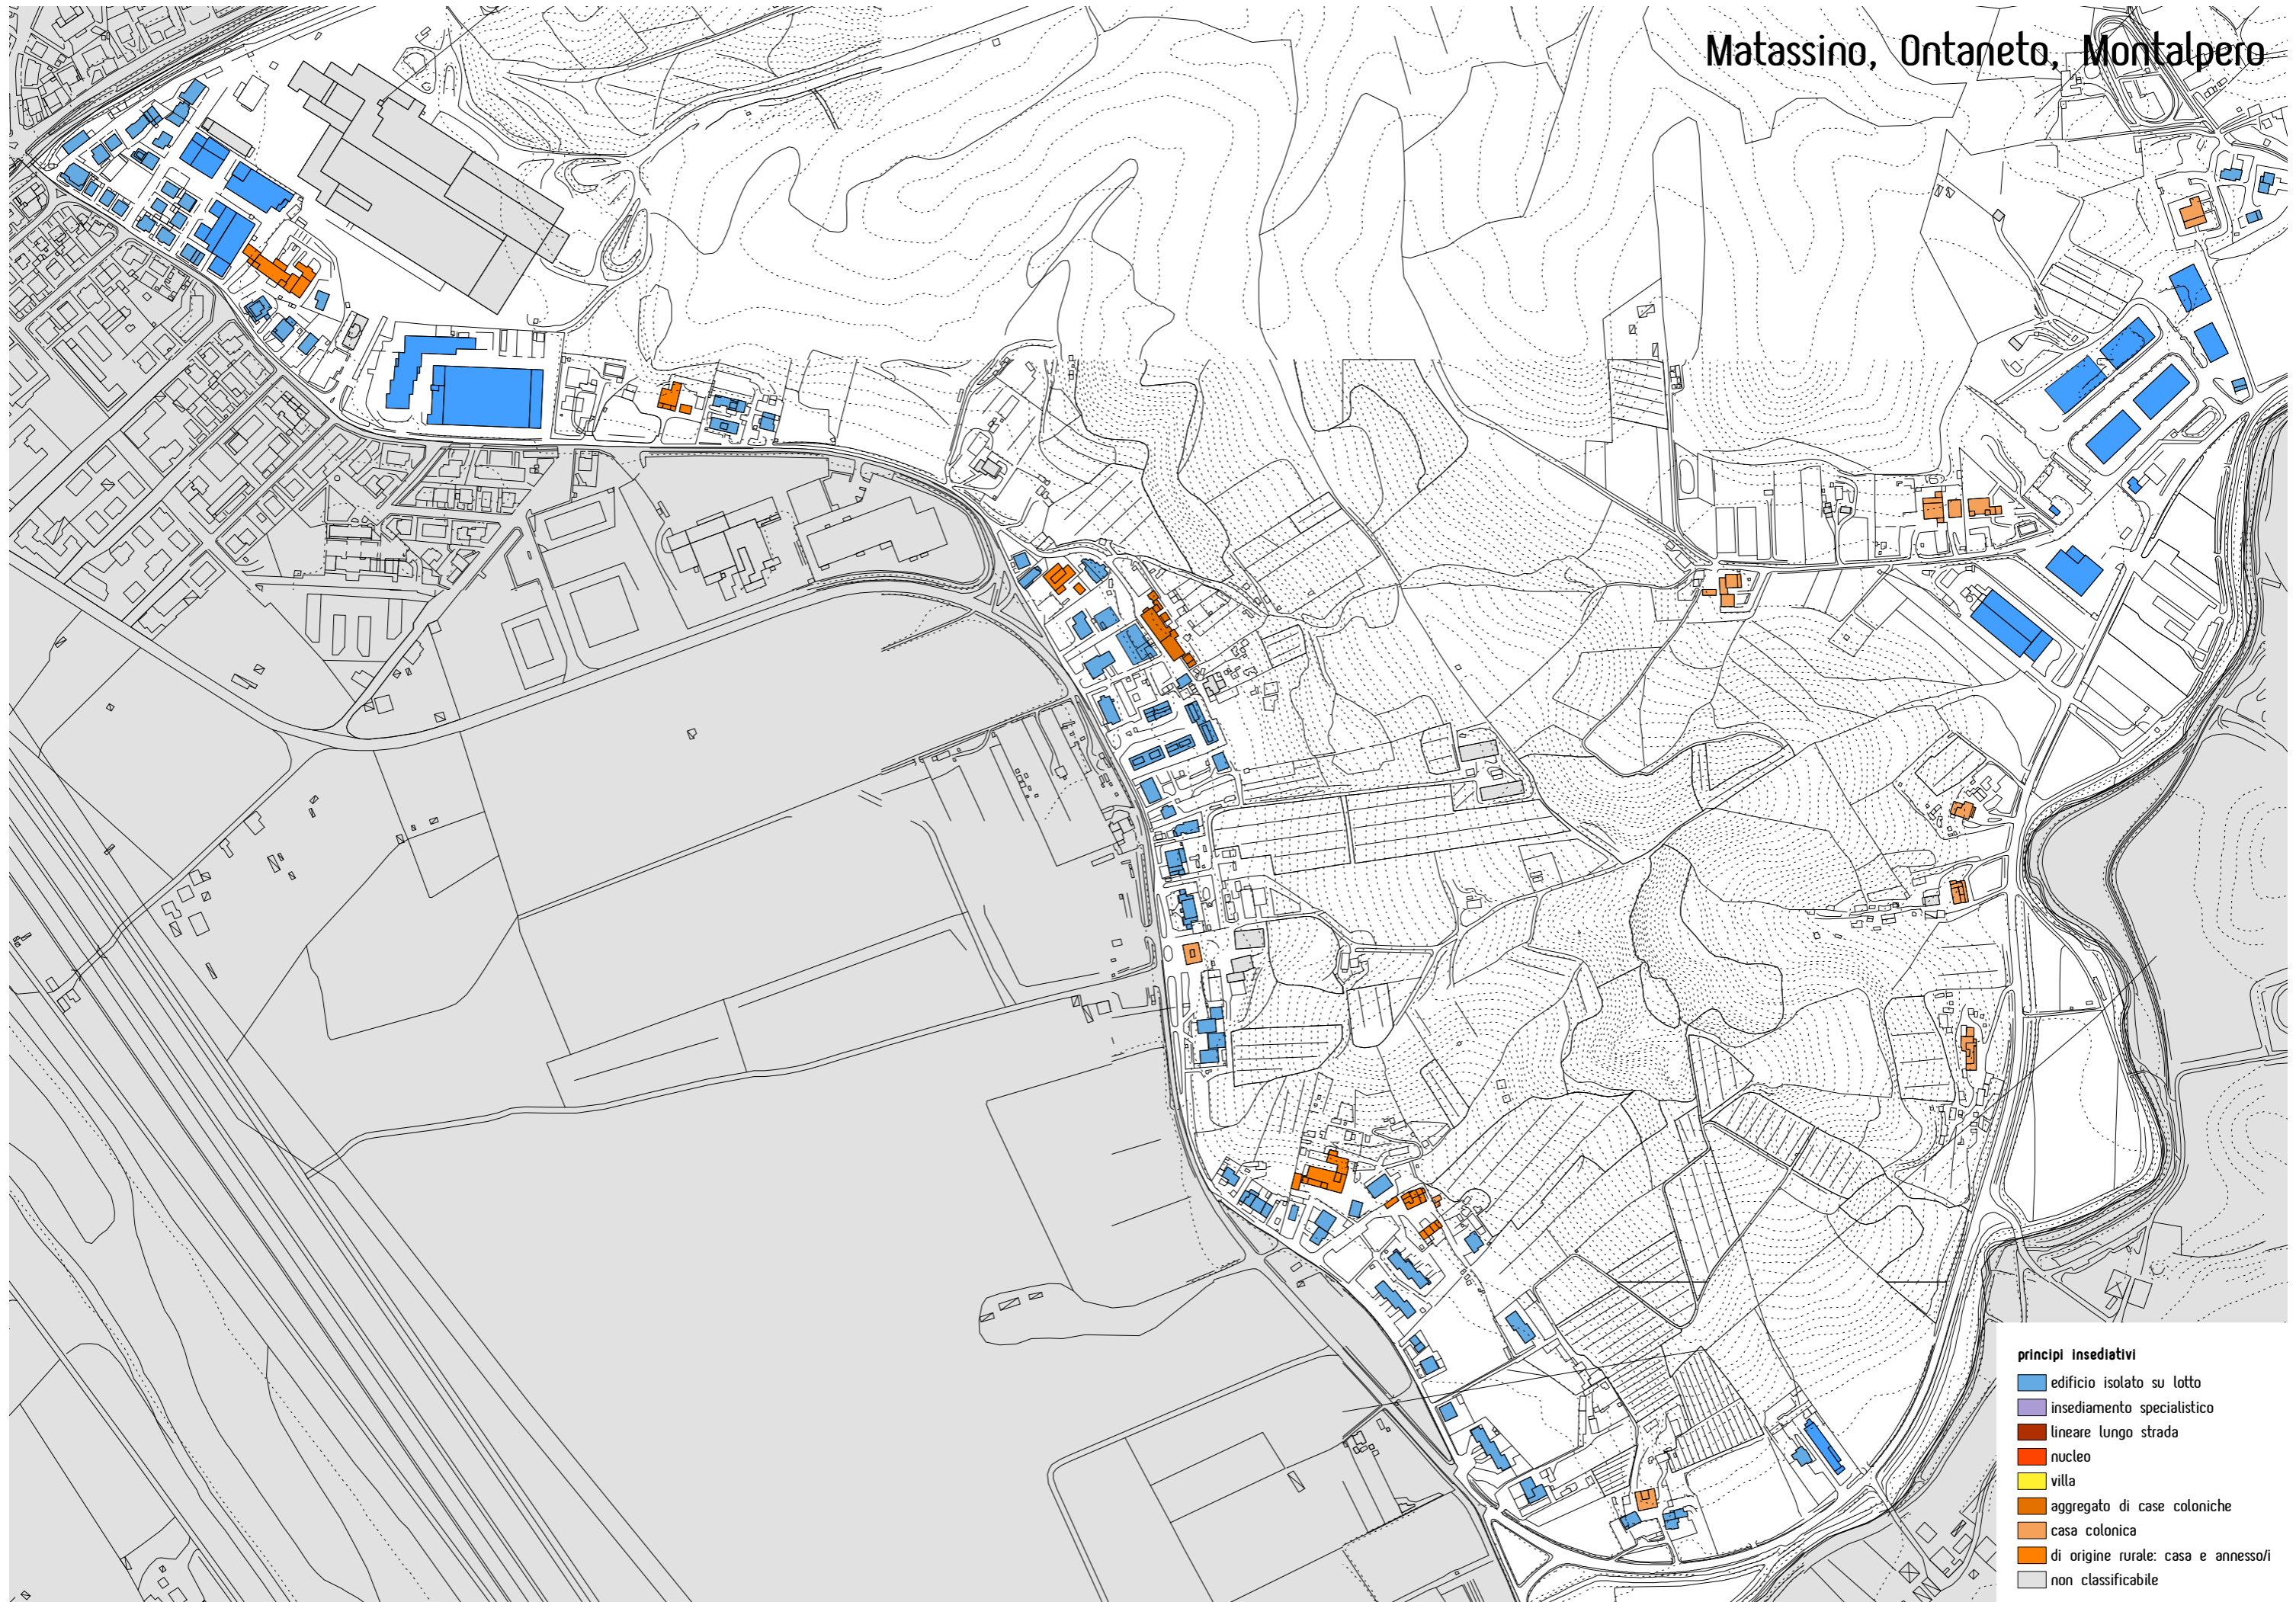 Matassino, Ontaneto, Montalpero
principi insediativi
edificio isolato su lotto
insediamento specialistico
lineare lungo strada
nucleo
villa
aggregato di case coloniche
casa colonica
di origine rurale: casa e annesso/i
non classificabile